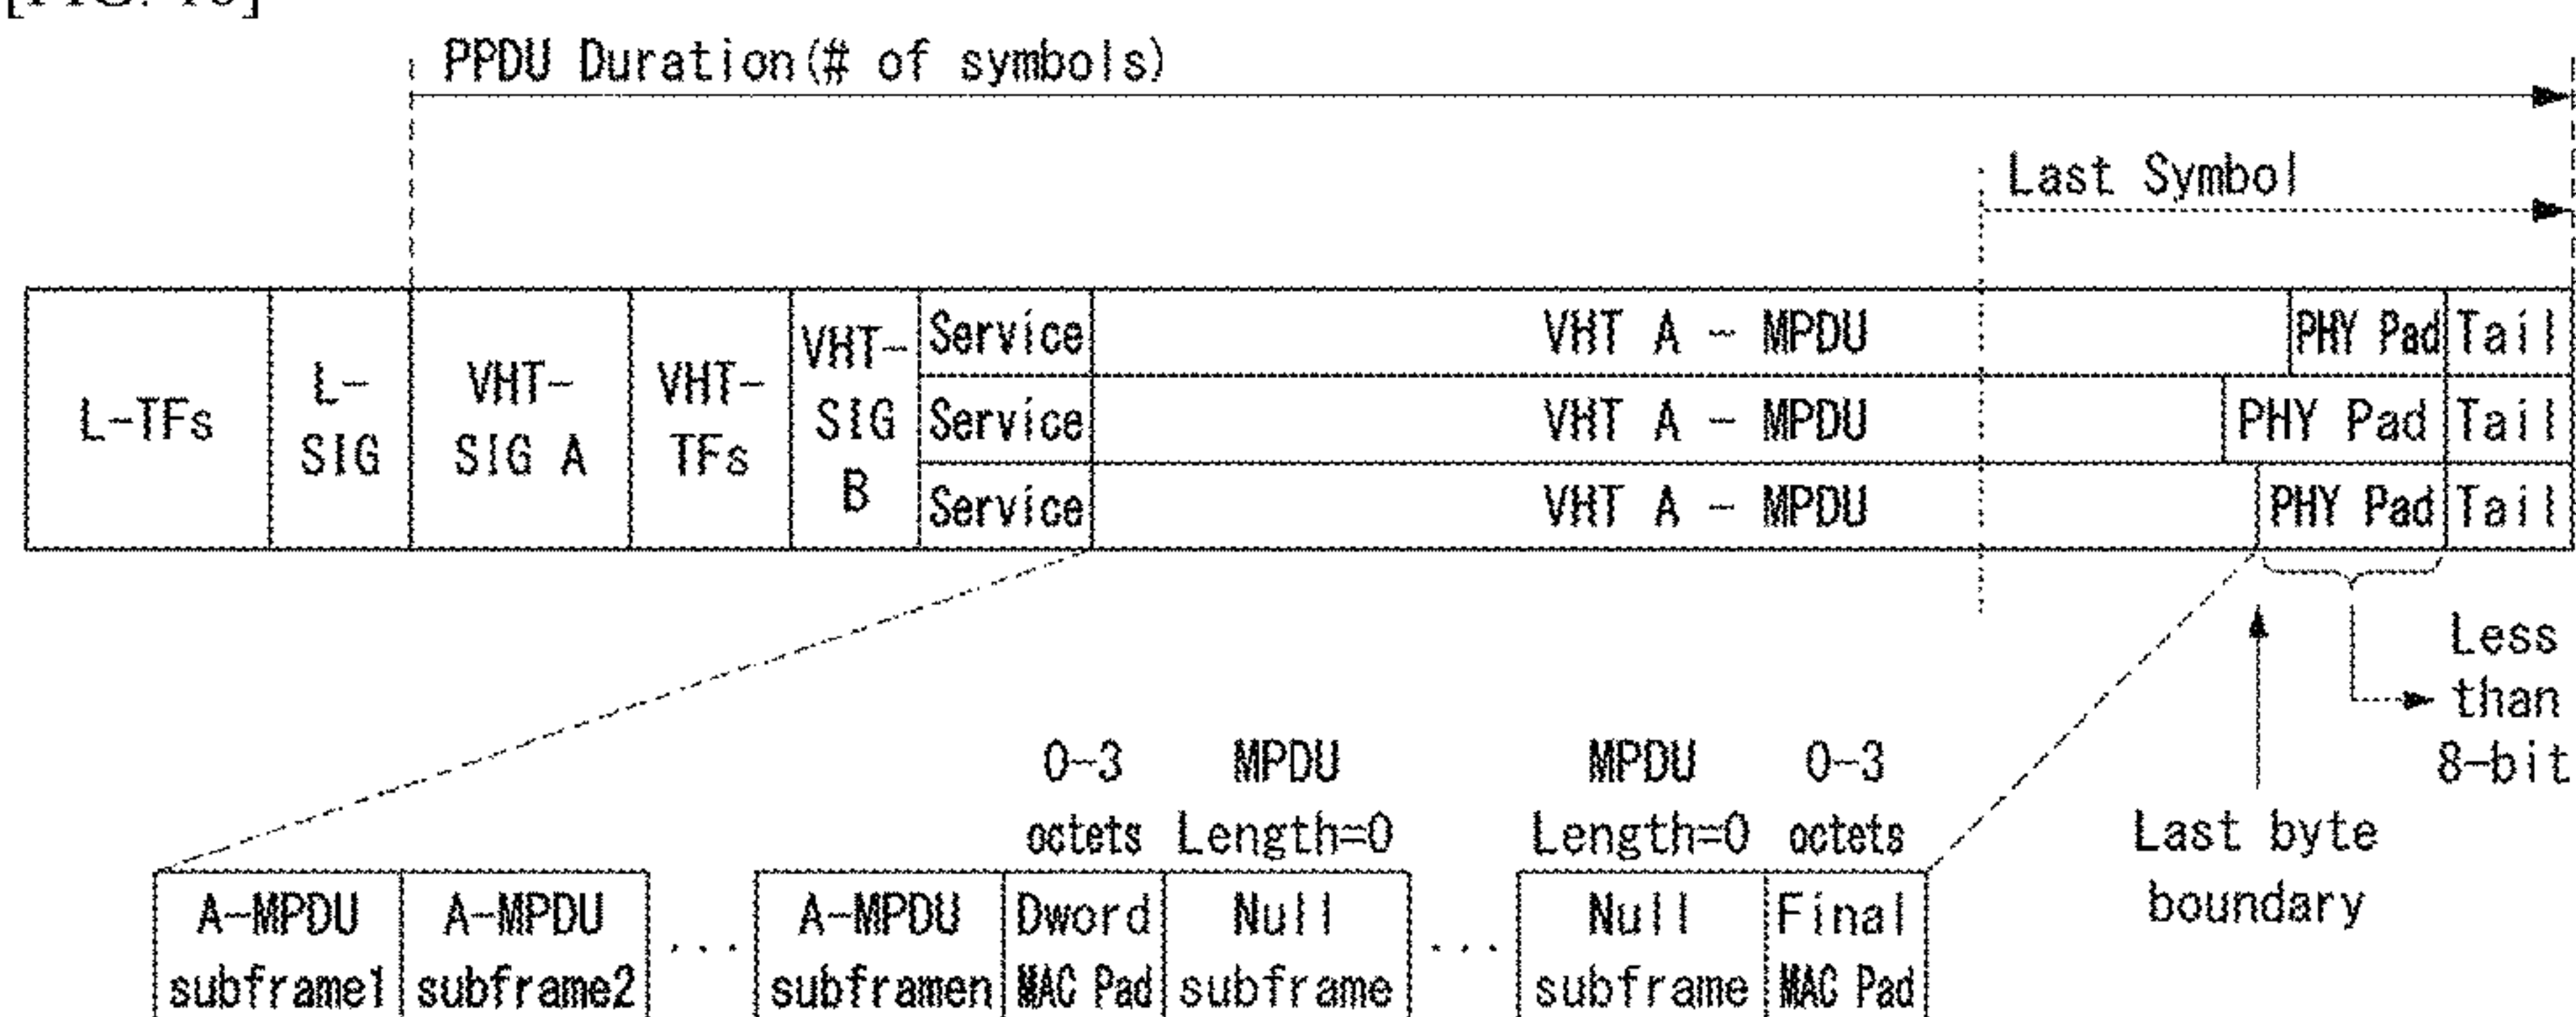 PPDU Duration(# of symbols)
Last Symbol
L-TFs
L-
SIG
VHT-
SIG A
VHT-
TFs
VHT-
SIG
B
Service
VHT A - MPDU
PHY Pad
Tail
Service
VHT A - MPDU
PHY Pad
Tail
Service
VHT A - MPDU
PHY Pad
Tail
Less
than
8-bit
Last byte
boundary
0-3
octets
MPDU
Length=0
MPDU
Length=0
0-3
octets
A-MPDU
subframe1
A-MPDU
subframe2
...
A-MPDU
subframen
Dword
MAC Pad
Null
subframe
...
Null
subframe
Final
MAC Pad